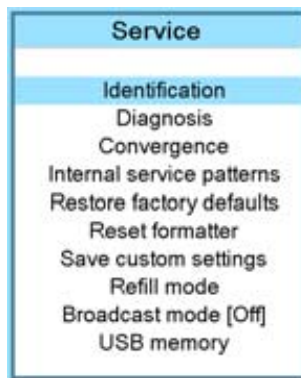 Service
Identification
Diagnosis
Convergence
Internal service patterns
Restore factory defaults
Reset formatter
Save custom settings
Refill mode
Broadcast mode [Off]
USB memory